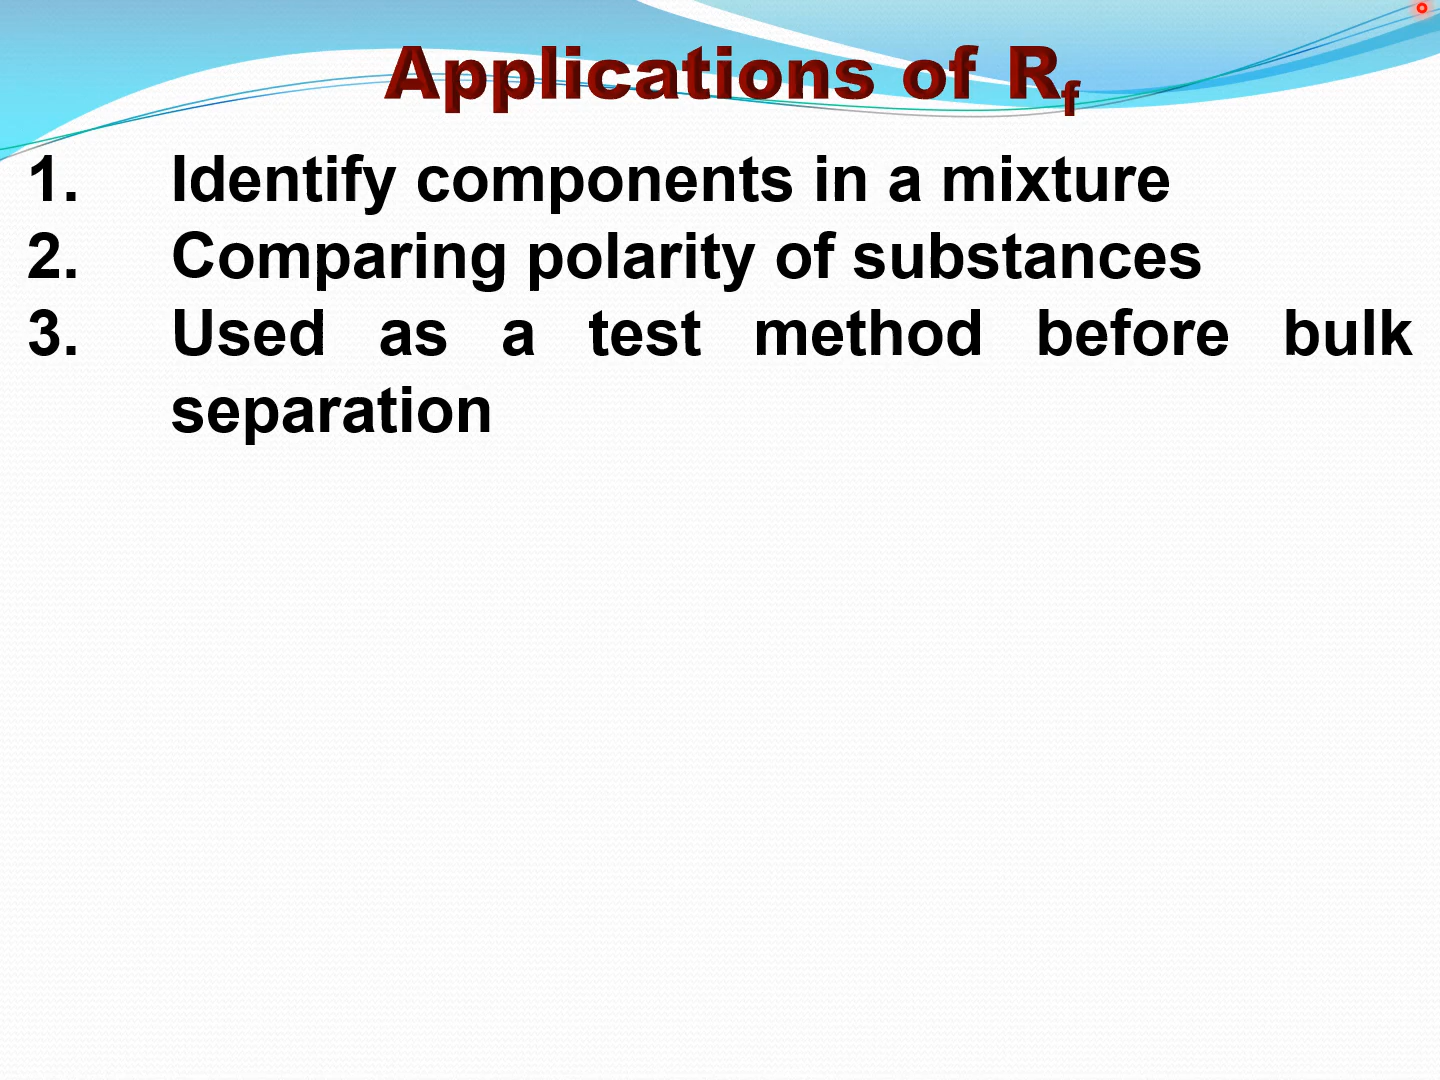 Applications of Rf
1. Identify components in a mixture
2. Comparing polarity of substances
3. Used as a test method before bulk
separation